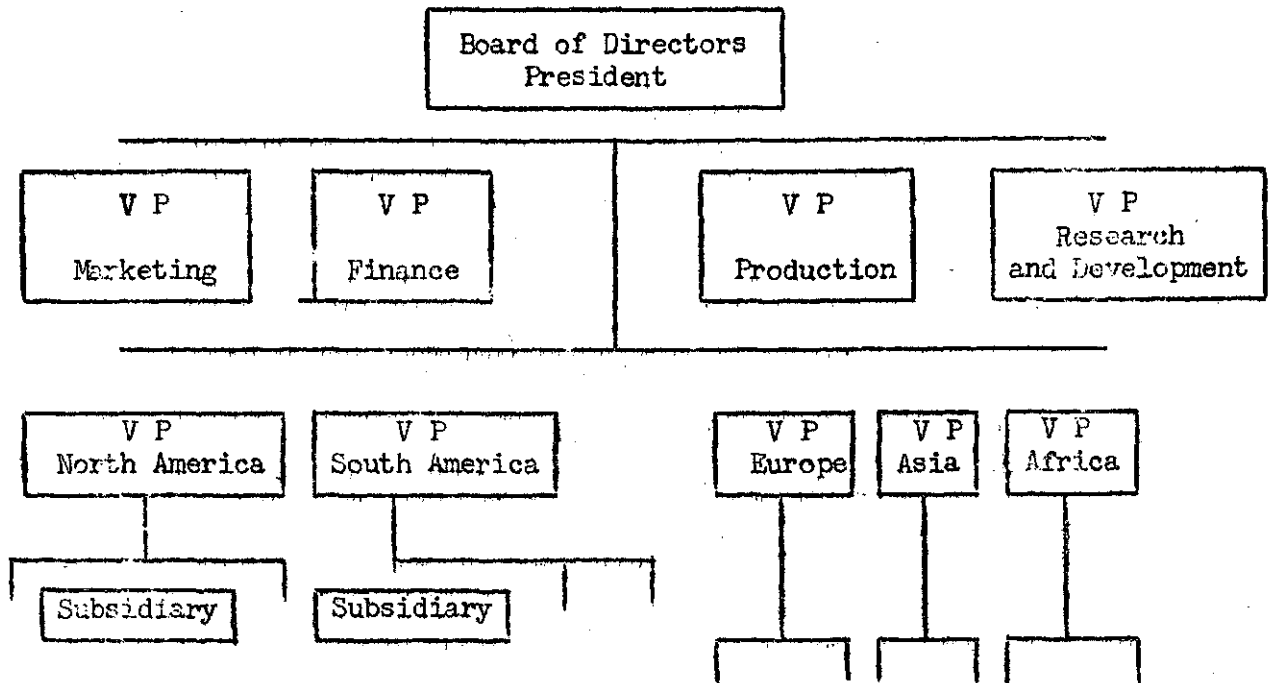 Board of Directors
President
V P
Marketing
V P
Finance
V P
Production
V P
Research
and Development
V P
North America
V P
South America
V P
Europe
V P
Asia
V P
Africa
Subsidiary
Subsidiary